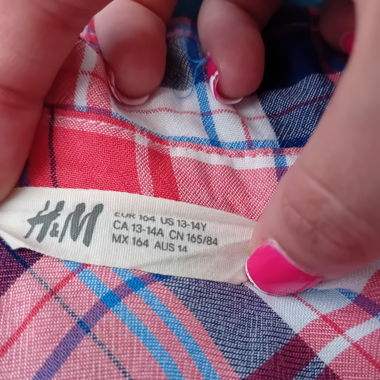 H&M
EUR 164 US 13-14Y
CA 13-14A CN 165/84
MX 164 AUS 14